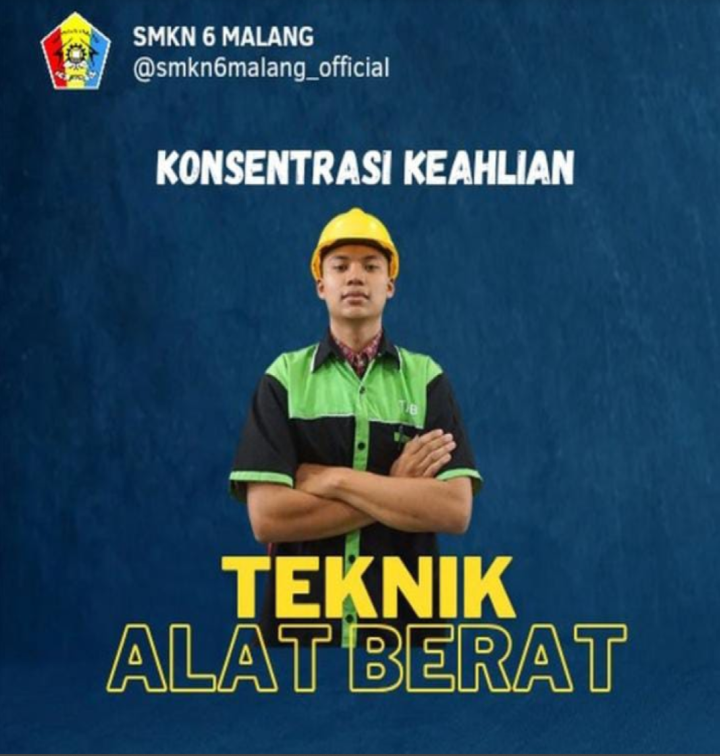 SMKN 6 MALANG
@smkn6malang_official
KONSENTRASI KEAHLIAN
TEKNIK
ALAT BERAT